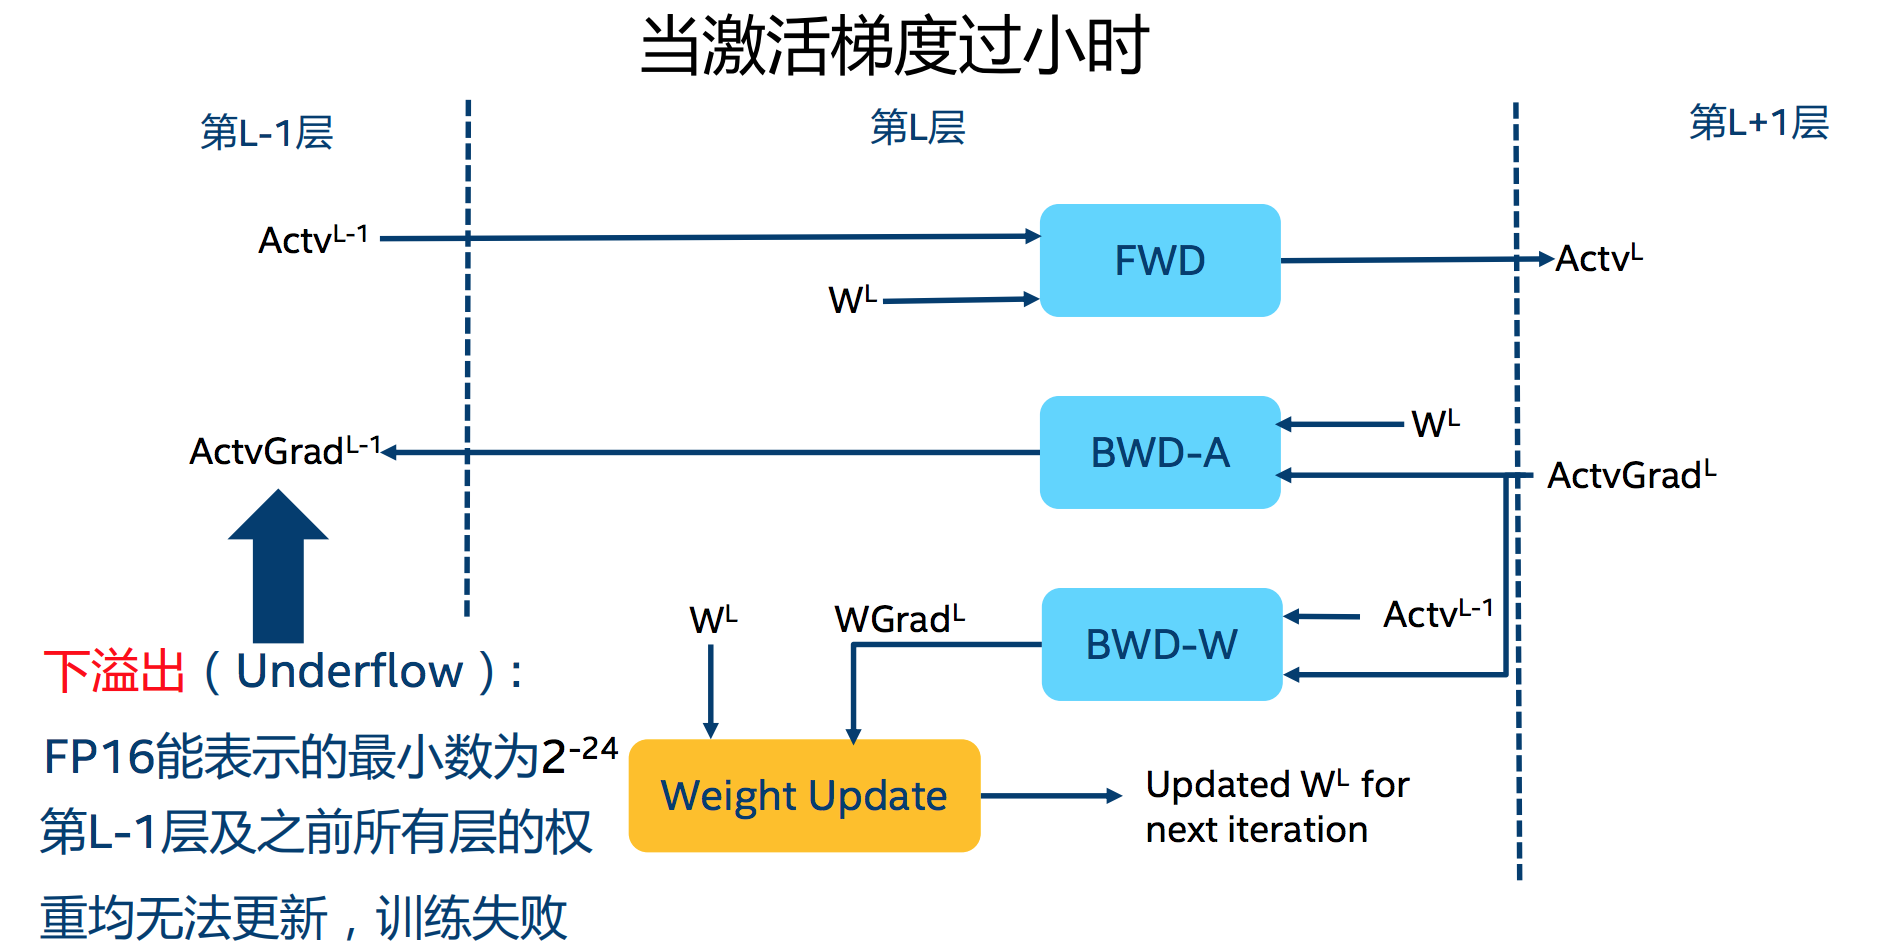 当激活梯度过小时
第L-1层
第L层
第L+1层
Actv^L-1
FWD
Actv^L
W^L
W^L
ActvGrad^L-1
BWD-A
ActvGrad^L
W^L
WGrad^L
BWD-W
Actv^L-1
下溢出（Underflow）:
FP16能表示的最小数为2^-24
第L-1层及之前所有层的权
重均无法更新，训练失败
Weight Update
Updated W^L for
next iteration